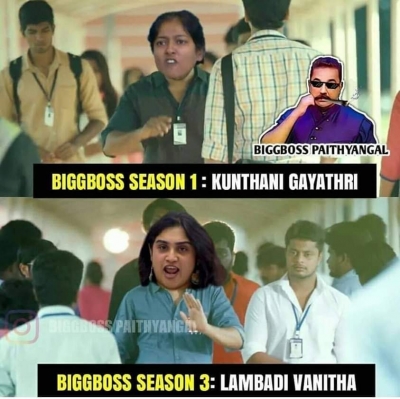 BIGGBOSS PAITHYANGAL
BIGGBOSS SEASON 1 : KUNTHANI GAYATHRI
BIGGBOSS PAITHYANGAL
BIGGBOSS SEASON 3: LAMBADI VANITHA